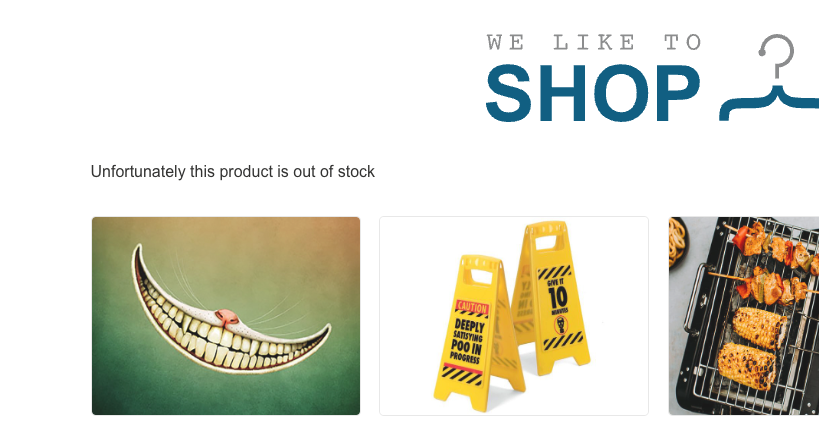 WE LIKE TO
SHOP
Unfortunately this product is out of stock
CAUTION
DEEPLY
SATISFYING
POO IN
PROGRESS
GIVE IT
10
MINUTES